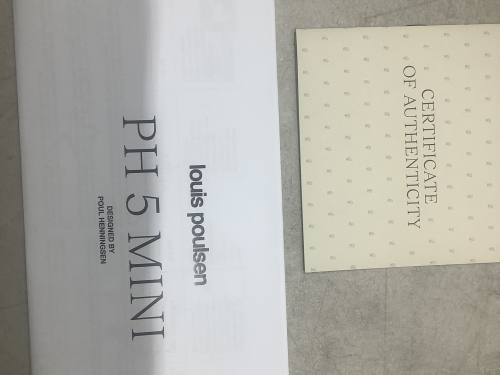 louis poulsen
PH 5 MINI
DESIGNED BY
POUL HENNINGSEN
CERTIFICATE
OF AUTHENTICITY